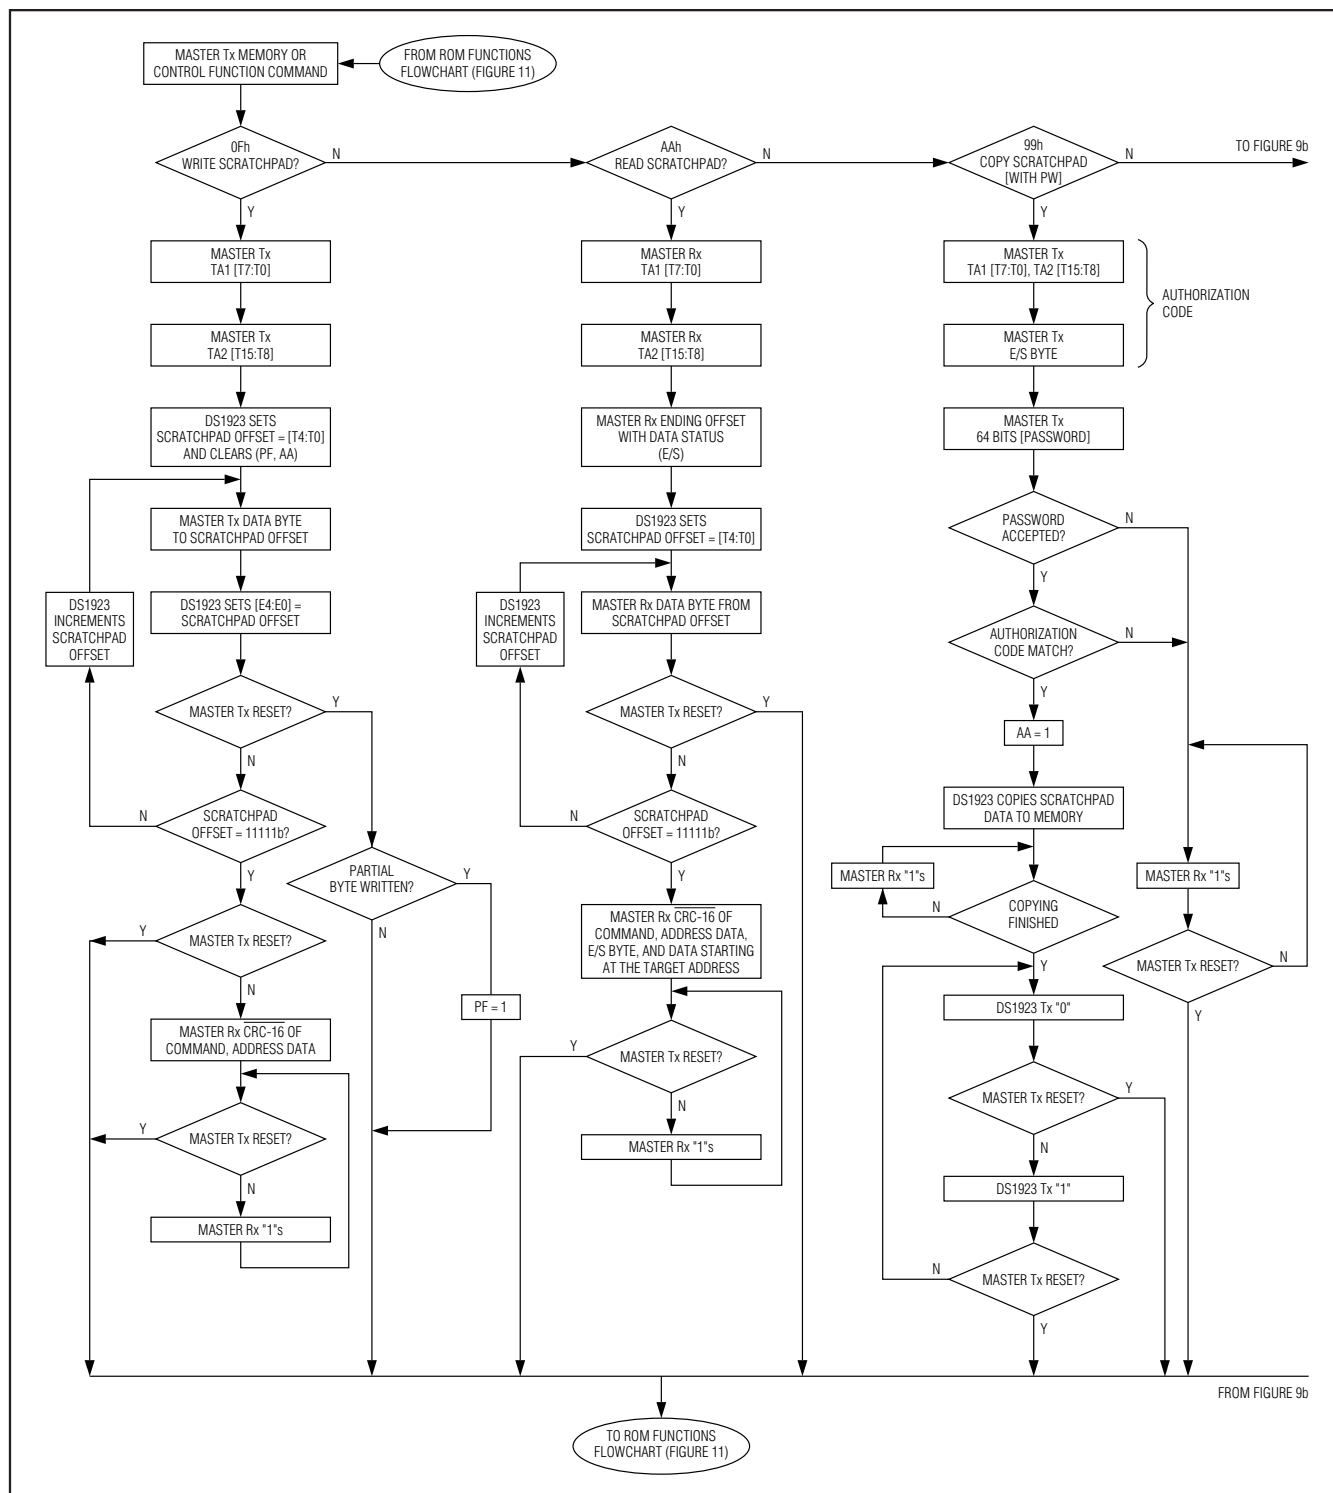 MASTER Tx MEMORY OR
CONTROL FUNCTION COMMAND
FROM ROM FUNCTIONS
FLOWCHART (FIGURE 11)
0Fh
WRITE SCRATCHPAD?
N
Y
AAh
READ SCRATCHPAD?
N
Y
99h
COPY SCRATCHPAD
[WITH PW]
N
Y
TO FIGURE 9b
MASTER Tx
TA1 [T7:T0]
MASTER Tx
TA2 [T15:T8]
DS1923 SETS
SCRATCHPAD OFFSET = [T4:T0]
AND CLEARS (PF, AA)
MASTER Tx DATA BYTE
TO SCRATCHPAD OFFSET
DS1923 SETS [E4:E0] =
SCRATCHPAD OFFSET
DS1923
INCREMENTS
SCRATCHPAD
OFFSET
MASTER Tx RESET?
Y
N
SCRATCHPAD
OFFSET = 11111b?
N
Y
PARTIAL
BYTE WRITTEN?
Y
N
PF = 1
MASTER Tx RESET?
Y
N
MASTER Rx CRC-16 OF
COMMAND, ADDRESS DATA
MASTER Tx RESET?
Y
N
MASTER Rx "1"s
MASTER Rx
TA1 [T7:T0]
MASTER Rx
TA2 [T15:T8]
MASTER Rx ENDING OFFSET
WITH DATA STATUS
(E/S)
DS1923 SETS
SCRATCHPAD OFFSET = [T4:T0]
MASTER Rx DATA BYTE FROM
SCRATCHPAD OFFSET
DS1923
INCREMENTS
SCRATCHPAD
OFFSET
MASTER Tx RESET?
Y
N
SCRATCHPAD
OFFSET = 11111b?
N
Y
MASTER Rx CRC-16 OF
COMMAND, ADDRESS DATA,
E/S BYTE, AND DATA STARTING
AT THE TARGET ADDRESS
MASTER Tx RESET?
Y
N
MASTER Rx "1"s
MASTER Tx
TA1 [T7:T0], TA2 [T15:T8]
MASTER Tx
E/S BYTE
AUTHORIZATION
CODE
MASTER Tx
64 BITS [PASSWORD]
PASSWORD
ACCEPTED?
N
Y
AUTHORIZATION
CODE MATCH?
N
Y
AA = 1
DS1923 COPIES SCRATCHPAD
DATA TO MEMORY
MASTER Rx "1"s
COPYING
FINISHED
N
Y
MASTER Rx "1"s
MASTER Tx RESET?
N
Y
DS1923 Tx "0"
MASTER Tx RESET?
Y
N
DS1923 Tx "1"
MASTER Tx RESET?
N
Y
FROM FIGURE 9b
TO ROM FUNCTIONS
FLOWCHART (FIGURE 11)